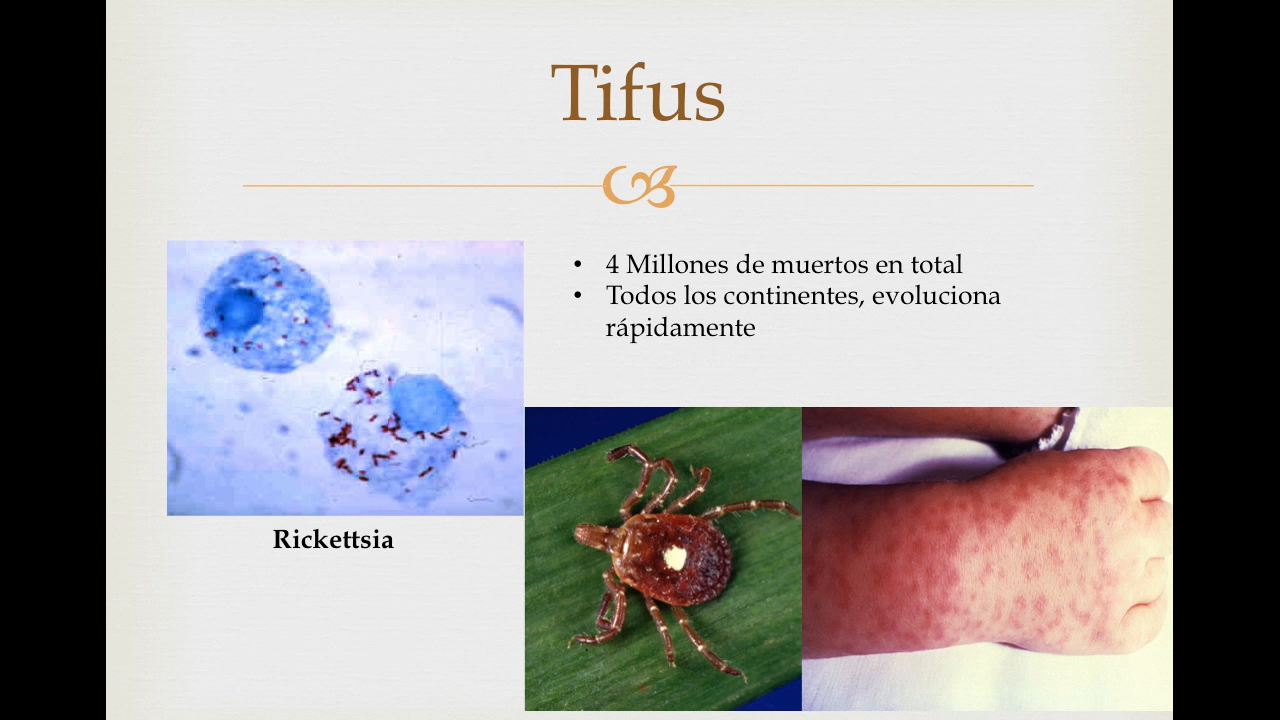 Tifus
• 4 Millones de muertos en total
• Todos los continentes, evoluciona
rápidamente
Rickettsia